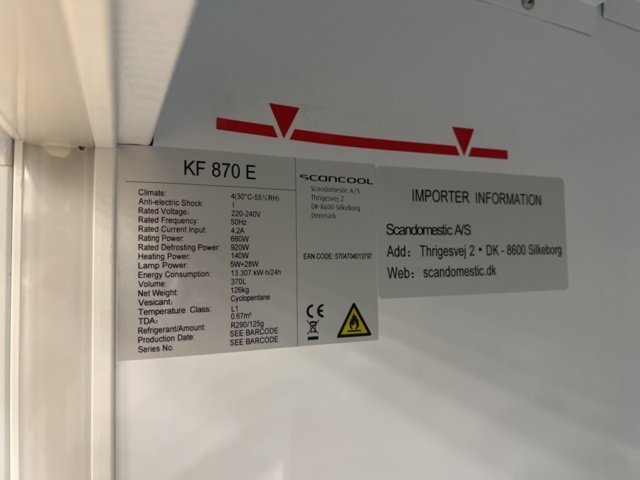 KF 870 E
Climate: 4(30°C-55%RH)
Anti-electric Shock: I
Rated Voltage: 220-240V
Rated Frequency: 50Hz
Rated Current Input: 4.2A
Rating Power: 660W
Rated Defrosting Power: 920W
Heating Power: 140W
Lamp Power: 5W+28W
Energy Consumption: 13.307 kW h/24h
Volume: 370L
Net Weight: 126kg
Vesicant: Cyclopentane
Temperature Class: L1
TDA: 0.67m²
Refrigerant/Amount: R290/125g
Production Date: SEE BARCODE
Series No. SEE BARCODE
SCANCOOL
Scandomestic A/S
Thrigesvej 2
DK-8600 Silkeborg
Denmark
EAN CODE: 5704704013797
CE
IMPORTER INFORMATION
Scandomestic A/S
Add: Thrigesvej 2 • DK - 8600 Silkeborg
Web: scandomestic.dk